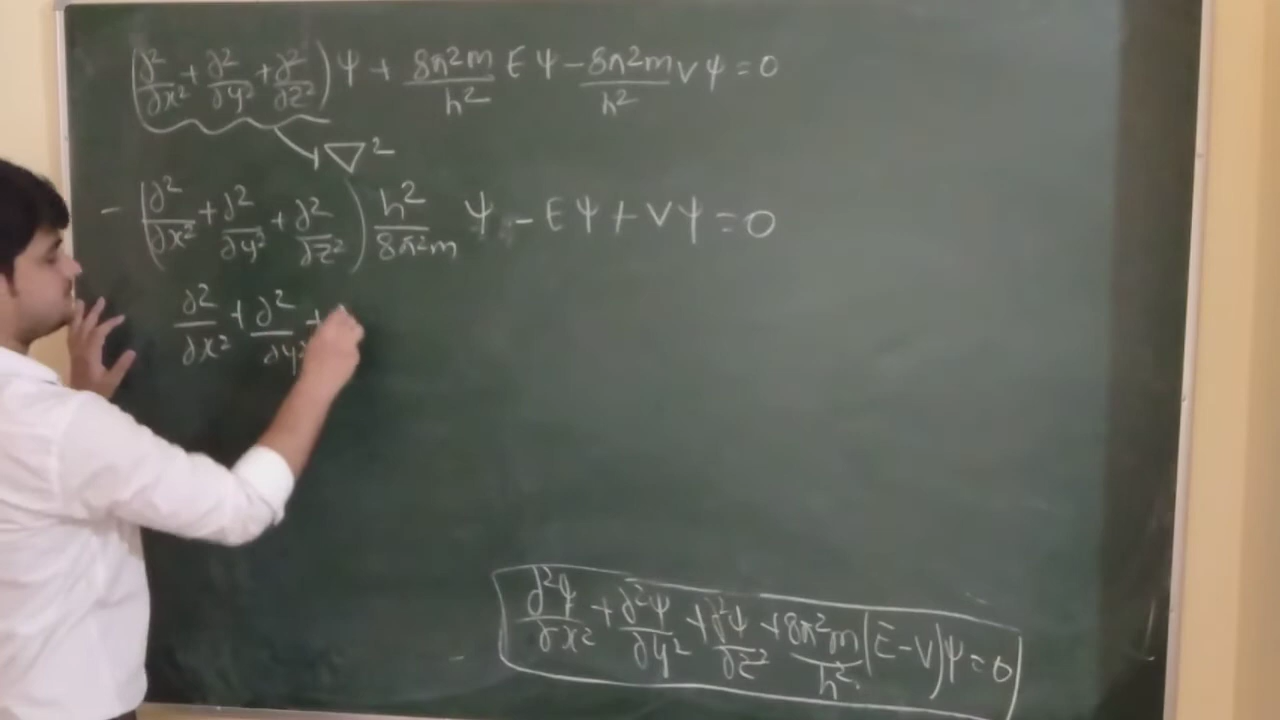 (∂²/∂x² + ∂²/∂y² + ∂²/∂z²) Ψ + 8π²m/h² E Ψ − 8π²m/h² V Ψ = 0
∇²
− (∂²/∂x² + ∂²/∂y² + ∂²/∂z²) h²/8π²m Ψ − E Ψ + V Ψ = 0
∂²/∂x² + ∂²/∂y² +
∂²Ψ/∂x² + ∂²Ψ/∂y² + ∂²Ψ/∂z² + 8π²m/h² (E − V) Ψ = 0